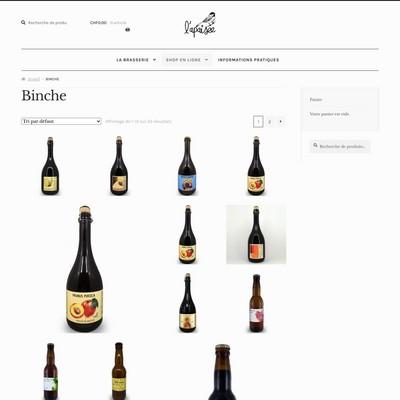 Recherche de produ
CHF0,00 0 article
l'apaisée
LA BRASSERIE SHOP EN LIGNE INFORMATIONS PRATIQUES
Accueil BINCHE
Binche
Tri par défaut
Affichage de 1–16 sur 23 résultats
1 2
Panier
Votre panier est vide.
Recherche de produits…
PRUNUS PERSICA